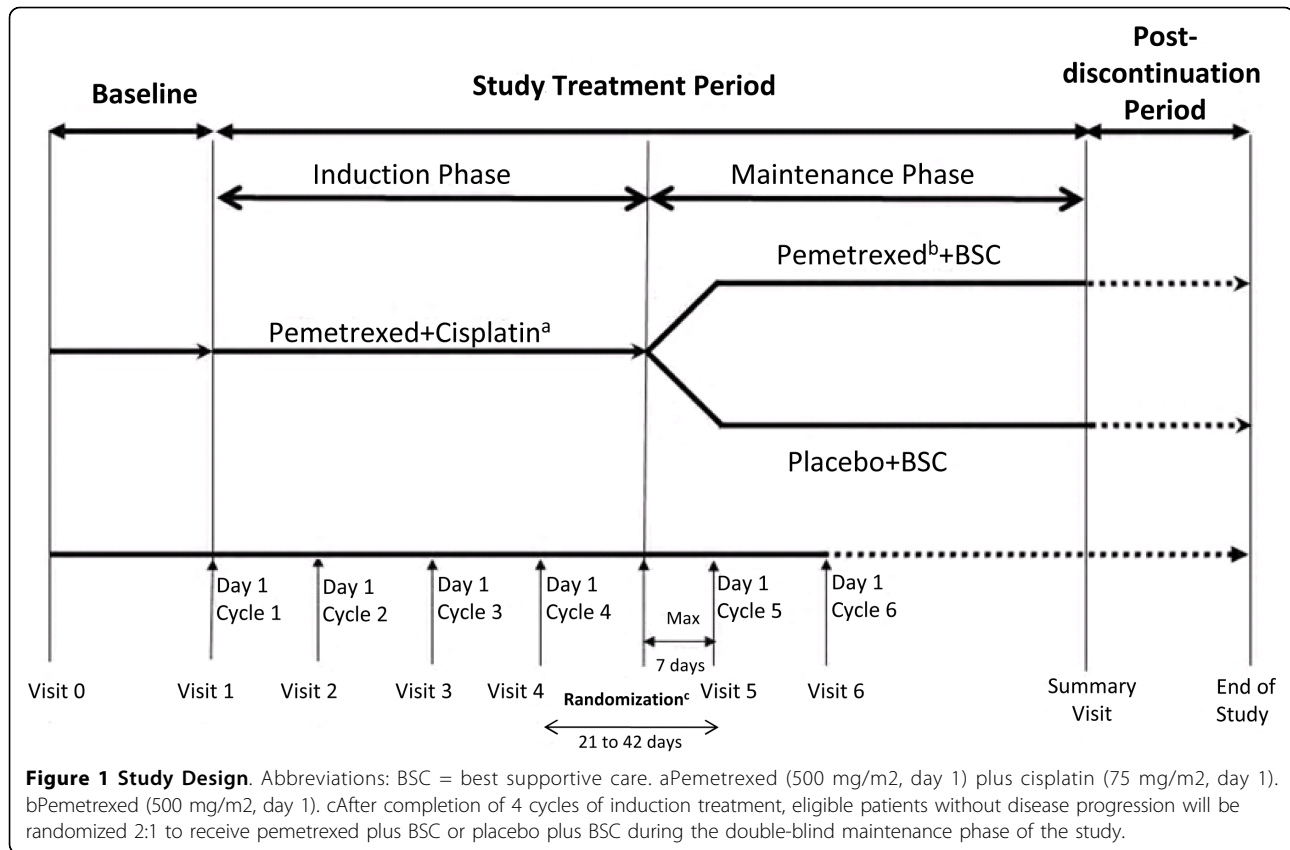 Baseline
Study Treatment Period
Post-
discontinuation
Period
Induction Phase
Maintenance Phase
Pemetrexedb+BSC
Pemetrexed+Cisplatina
Placebo+BSC
Day 1
Cycle 1
Day 1
Cycle 2
Day 1
Cycle 3
Day 1
Cycle 4
Max
7 days
Day 1
Cycle 5
Day 1
Cycle 6
Visit 0
Visit 1
Visit 2
Visit 3
Visit 4
Randomizationc
Visit 5
Visit 6
Summary
Visit
End of
Study
21 to 42 days
Figure 1 Study Design. Abbreviations: BSC = best supportive care. aPemetrexed (500 mg/m2, day 1) plus cisplatin (75 mg/m2, day 1).
bPemetrexed (500 mg/m2, day 1). cAfter completion of 4 cycles of induction treatment, eligible patients without disease progression will be
randomized 2:1 to receive pemetrexed plus BSC or placebo plus BSC during the double-blind maintenance phase of the study.